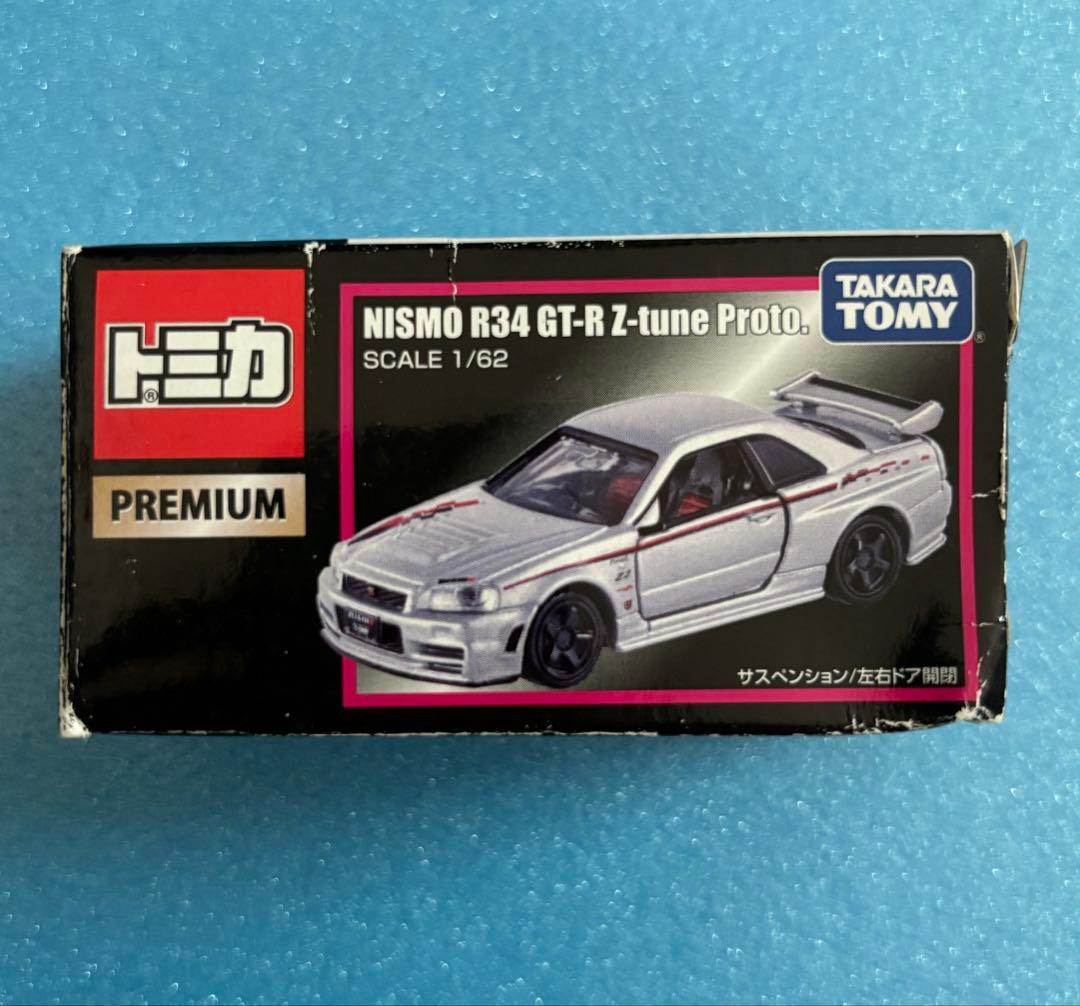 トミカ®
PREMIUM
NISMO R34 GT-R Z-tune Proto.
SCALE 1/62
TAKARA
TOMY
®
サスペンション/左右ドア開閉